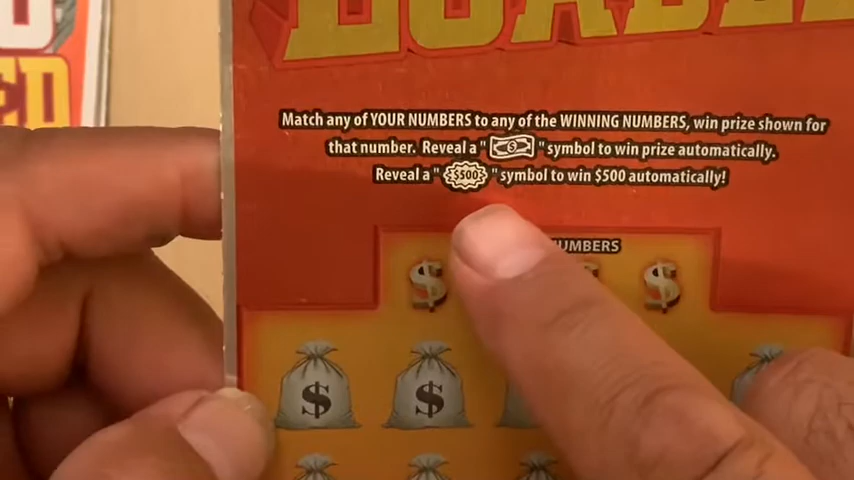 Match any of YOUR NUMBERS to any of the WINNING NUMBERS, win prize shown for
that number. Reveal a " $ " symbol to win prize automatically.
Reveal a " $500 " symbol to win $500 automatically!
NUMBERS
$ $
$ $